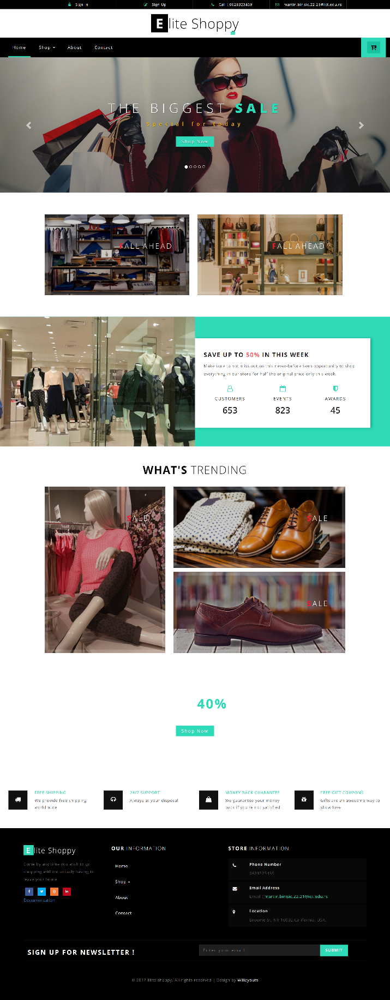 Sign In
Sign Up
Call : 0628323459
martin.birisic.22.21@ict.edu.rs
Elite Shoppy
Home
Shop
About
Contact
THE BIGGEST SALE
Special for today
Shop Now
FALL AHEAD
FALL AHEAD
U.S. NAVY
SAVE UP TO 50% IN THIS WEEK
Make sure to not miss out on this never-before seen opportunity to shop
everything in our store for half the original price only this week.
CUSTOMERS
EVENTS
AWARDS
653
823
45
WHAT'S TRENDING
SALE
SALE
SALE
40%
Shop Now
FREE SHIPPING
We provide free shipping
world wide
24/7 SUPPORT
Always at your disposal
MONEY BACK GUARANTEE
We guarantee your money
back if you're not satisfied
FREE GIFT COUPONS
Gifts are an awesome way to
show love
Elite Shoppy
Come by any time you wish to go
shopping without actualy having to
leave your home.
Documentation
OUR INFORMATION
Home
Shop
About
Contact
STORE INFORMATION
Phone Number
0628323459
Email Address
Email : martin.birisic.22.21@ict.edu.rs
Location
Broome St, NY 10002,California, USA.
SIGN UP FOR NEWSLETTER !
Enter your email
SUBMIT
© 2017 Elite shoppy. All rights reserved | Design by W3layouts